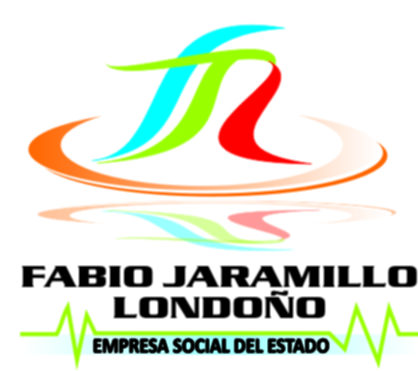 FABIO JARAMILLO
LONDOÑO
EMPRESA SOCIAL DEL ESTADO